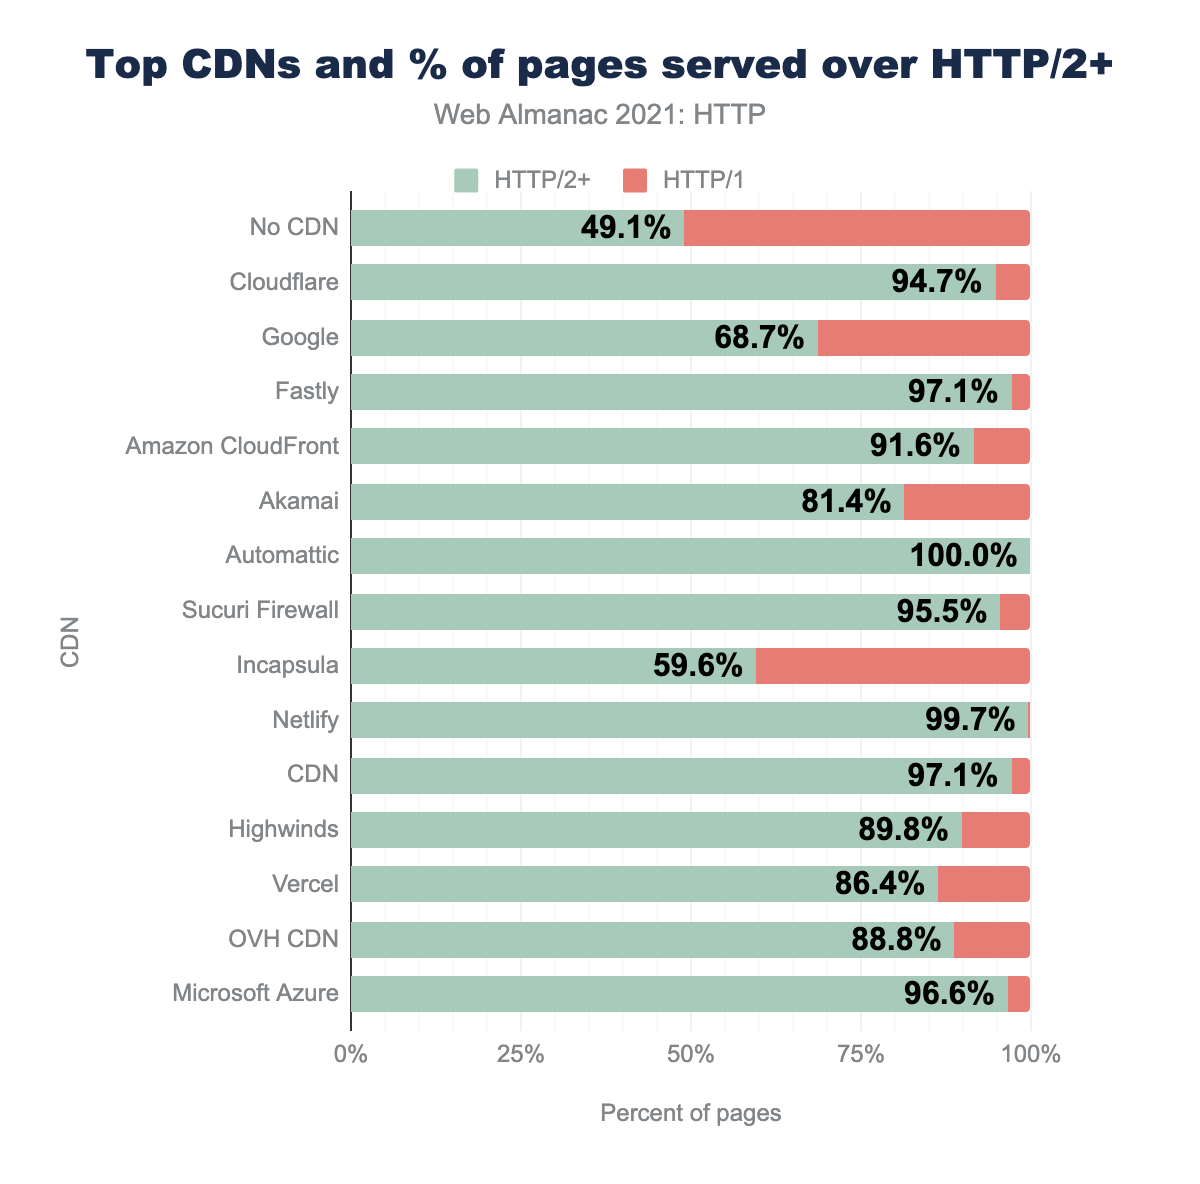 Top CDNs and % of pages served over HTTP/2+
Web Almanac 2021: HTTP
HTTP/2+ HTTP/1
No CDN 49.1%
Cloudflare 94.7%
Google 68.7%
Fastly 97.1%
Amazon CloudFront 91.6%
Akamai 81.4%
Automattic 100.0%
Sucuri Firewall 95.5%
Incapsula 59.6%
Netlify 99.7%
CDN 97.1%
Highwinds 89.8%
Vercel 86.4%
OVH CDN 88.8%
Microsoft Azure 96.6%
CDN
0% 25% 50% 75% 100%
Percent of pages